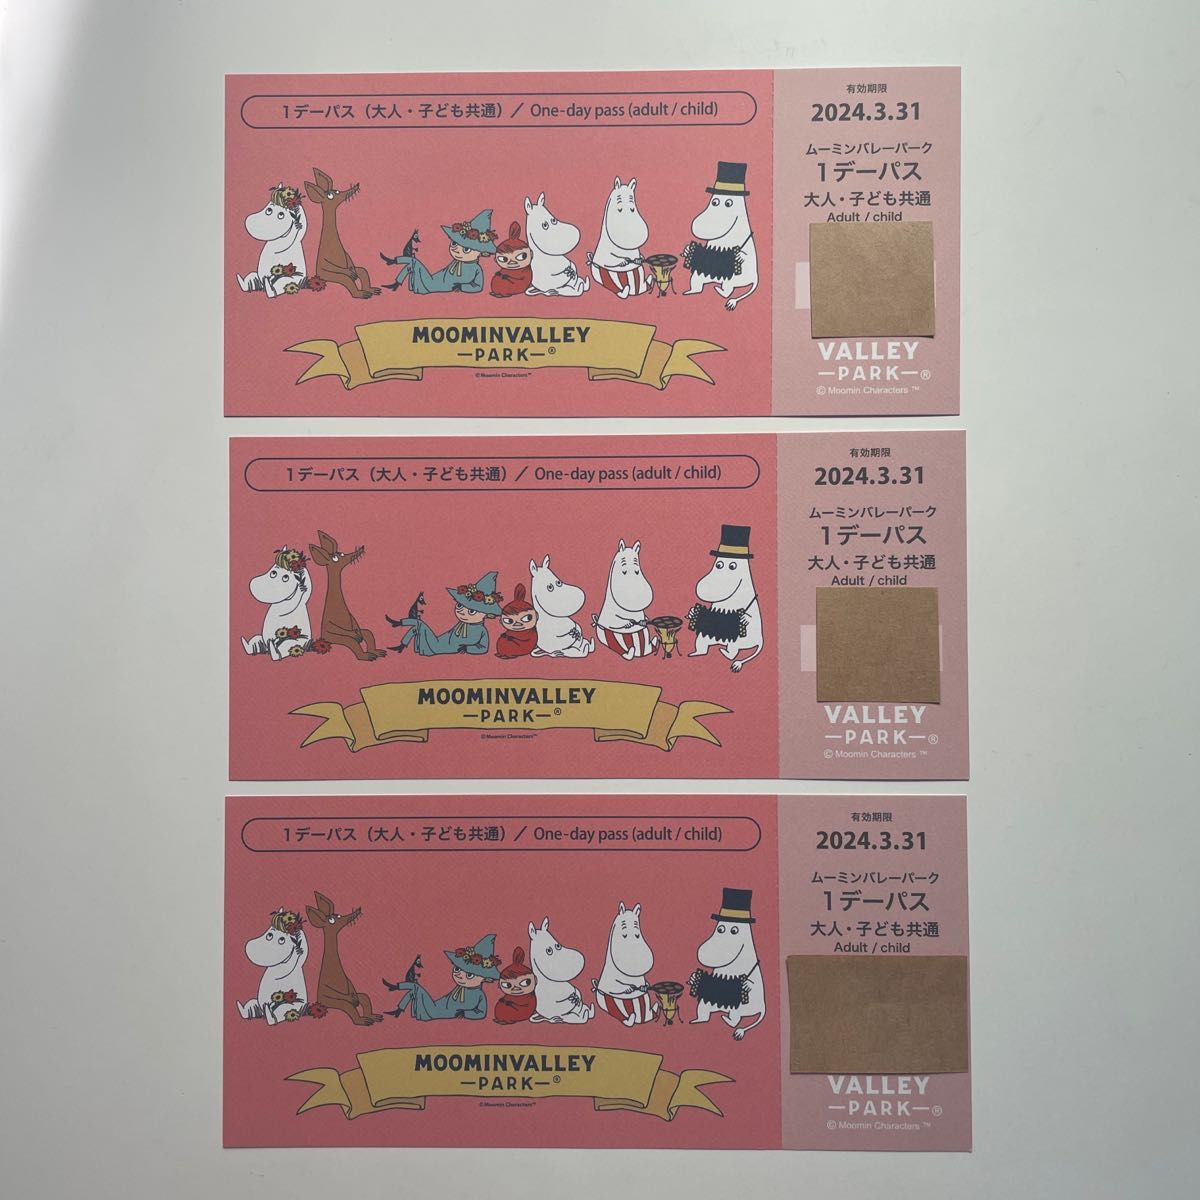 1デーパス（大人・子ども共通）／ One-day pass (adult / child)
MOOMINVALLEY
—PARK—®
©Moomin Characters™
有効期限
2024.3.31
ムーミンバレーパーク
1デーパス
大人・子ども共通
Adult / child
VALLEY
—PARK—®
© Moomin Characters ™
1デーパス（大人・子ども共通）／ One-day pass (adult / child)
MOOMINVALLEY
—PARK—®
©Moomin Characters™
有効期限
2024.3.31
ムーミンバレーパーク
1デーパス
大人・子ども共通
Adult / child
VALLEY
—PARK—®
© Moomin Characters ™
1デーパス（大人・子ども共通）／ One-day pass (adult / child)
MOOMINVALLEY
—PARK—®
©Moomin Characters™
有効期限
2024.3.31
ムーミンバレーパーク
1デーパス
大人・子ども共通
Adult / child
VALLEY
—PARK—®
© Moomin Characters ™